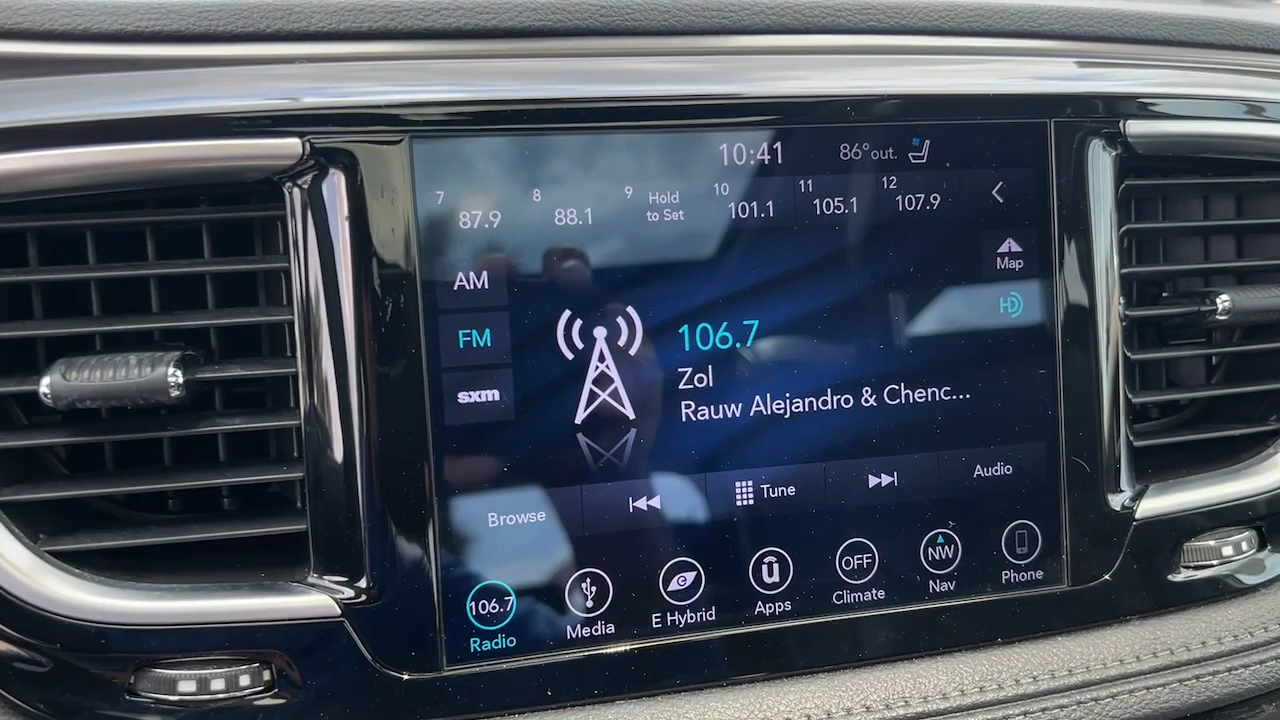 10:41 86°out.
7 87.9 8 88.1 9 Hold to Set 10 101.1 11 105.1 12 107.9
Map
AM
HD
FM
106.7
sxm
Zol
Rauw Alejandro & Chenc...
Browse Tune Audio
106.7 OFF NW
Radio Media E Hybrid Apps Climate Nav Phone